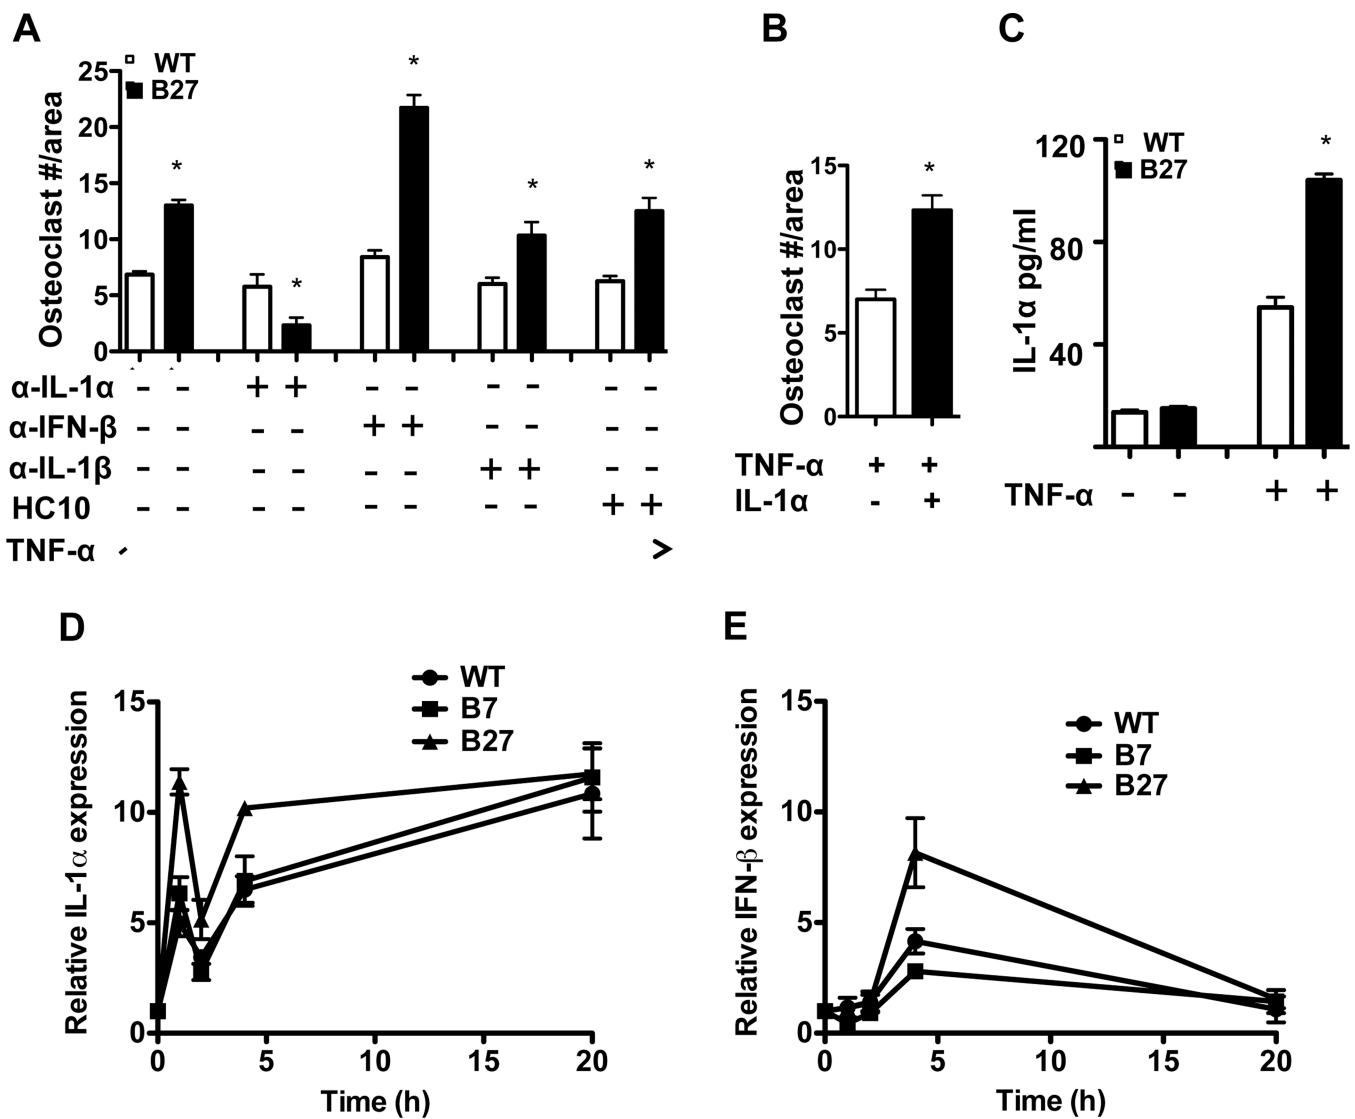 A
WT
B27
Osteoclast #/area
25
20
15
10
5
0
α-IL-1α - - + + - - - - - -
α-IFN-β - - - - + + - - - -
α-IL-1β - - - - - - + + - -
HC10 - - - - - - - - + +
TNF-α >
B
Osteoclast #/area
15
10
5
0
TNF-α + +
IL-1α - +
C
WT
B27
IL-1α pg/ml
120
80
40
TNF-α - - + +
* * * * *
*
*
D
WT
B7
B27
Relative IL-1α expression
15
10
5
0
0 5 10 15 20
Time (h)
E
WT
B7
B27
Relative IFN-β expression
15
10
5
0
0 5 10 15 20
Time (h)